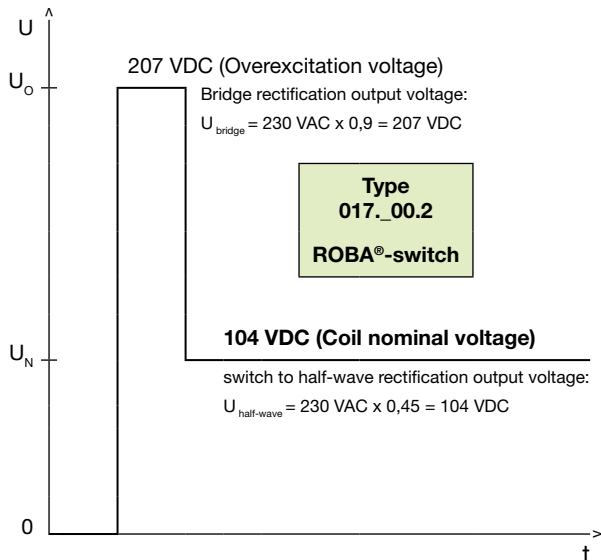 U
207 VDC (Overexcitation voltage)
U_O
Bridge rectification output voltage:
U bridge = 230 VAC x 0,9 = 207 VDC
Type
017._00.2
ROBA®-switch
104 VDC (Coil nominal voltage)
U_N
switch to half-wave rectification output voltage:
U half-wave = 230 VAC x 0,45 = 104 VDC
0
t